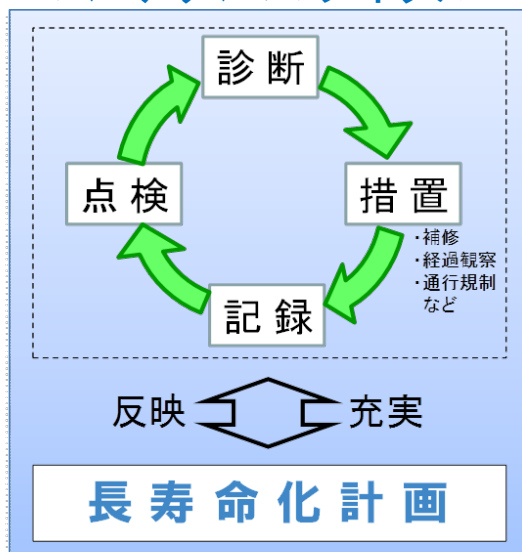 診断
点検
措置
・補修
・経過観察
・通行規制
など
記録
反映
充実
長寿命化計画